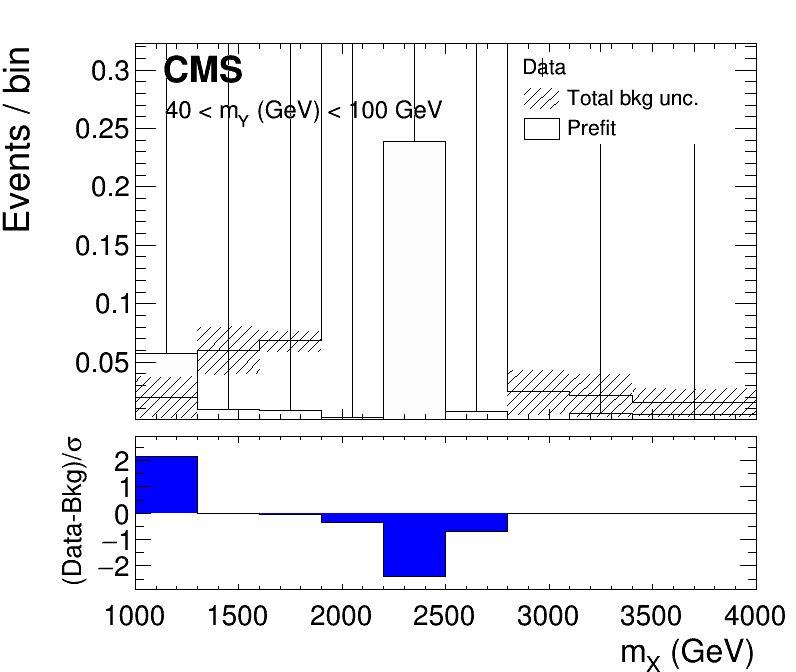 CMS
40 < mY (GeV) < 100 GeV
Data
Total bkg unc.
Prefit
Events / bin
0.3
0.25
0.2
0.15
0.1
0.05
(Data-Bkg)/σ
2
1
0
−1
−2
1000 1500 2000 2500 3000 3500 4000
mX (GeV)